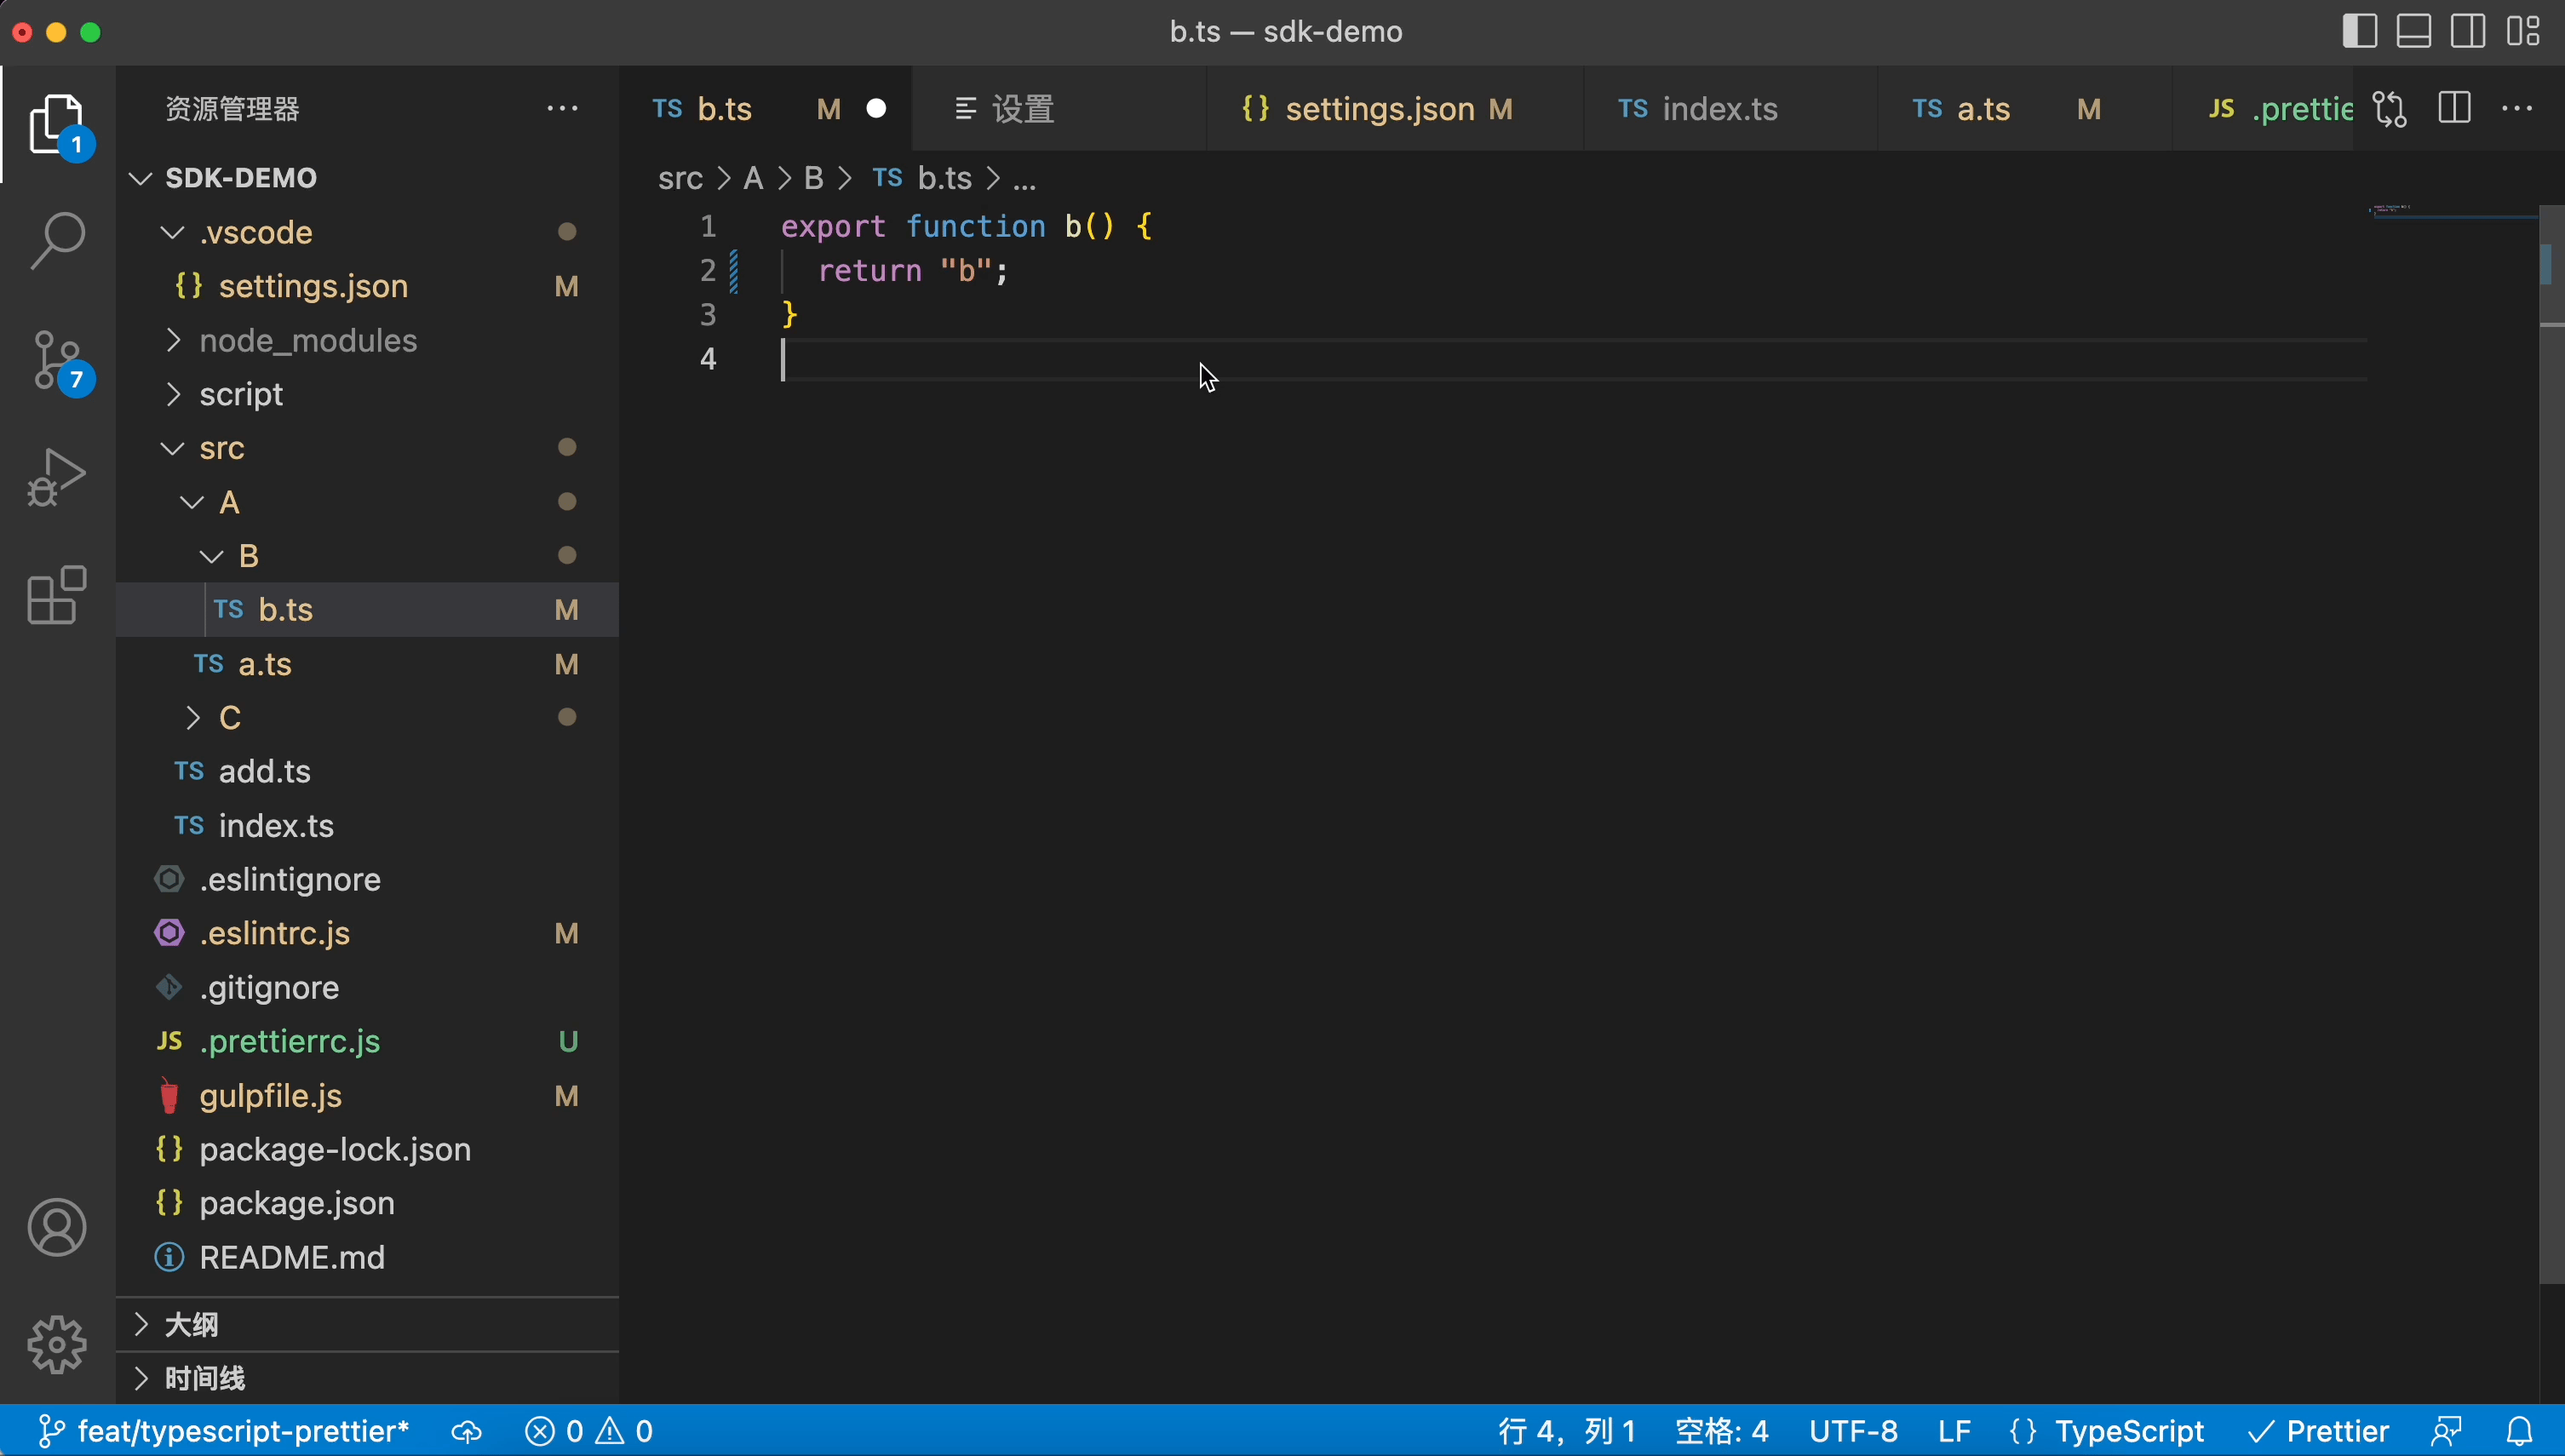 b.ts — sdk-demo
资源管理器
1
SDK-DEMO
.vscode
{} settings.json M
node_modules
script
7
src
A
B
TS b.ts M
TS a.ts M
C
TS add.ts
TS index.ts
.eslintignore
.eslintrc.js M
.gitignore
JS .prettierrc.js U
gulpfile.js M
{} package-lock.json
{} package.json
README.md
大纲
时间线
TS b.ts M
设置
{} settings.json M
TS index.ts
TS a.ts M
JS .prettie
src > A > B > TS b.ts > ...
1 export function b() {
2 return "b";
3 }
4
feat/typescript-prettier* 0 0 行 4，列 1 空格: 4 UTF-8 LF {} TypeScript Prettier